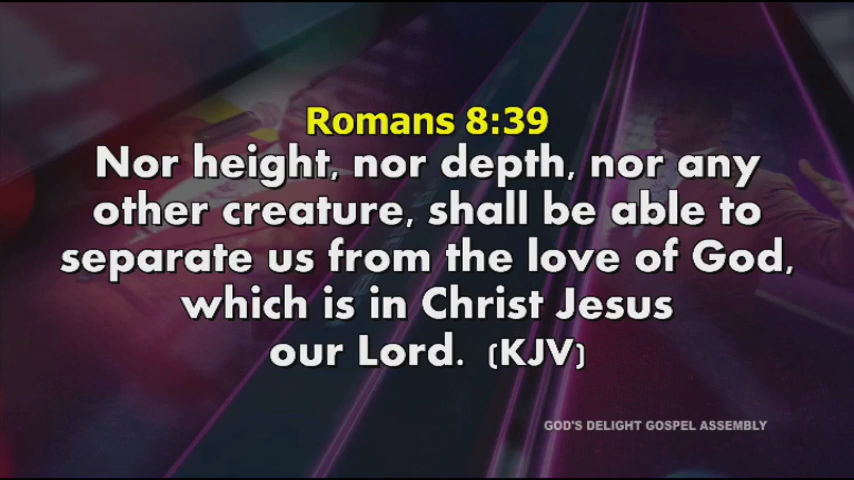 Romans 8:39
Nor height, nor depth, nor any
other creature, shall be able to
separate us from the love of God,
which is in Christ Jesus
our Lord. (KJV)
GOD'S DELIGHT GOSPEL ASSEMBLY